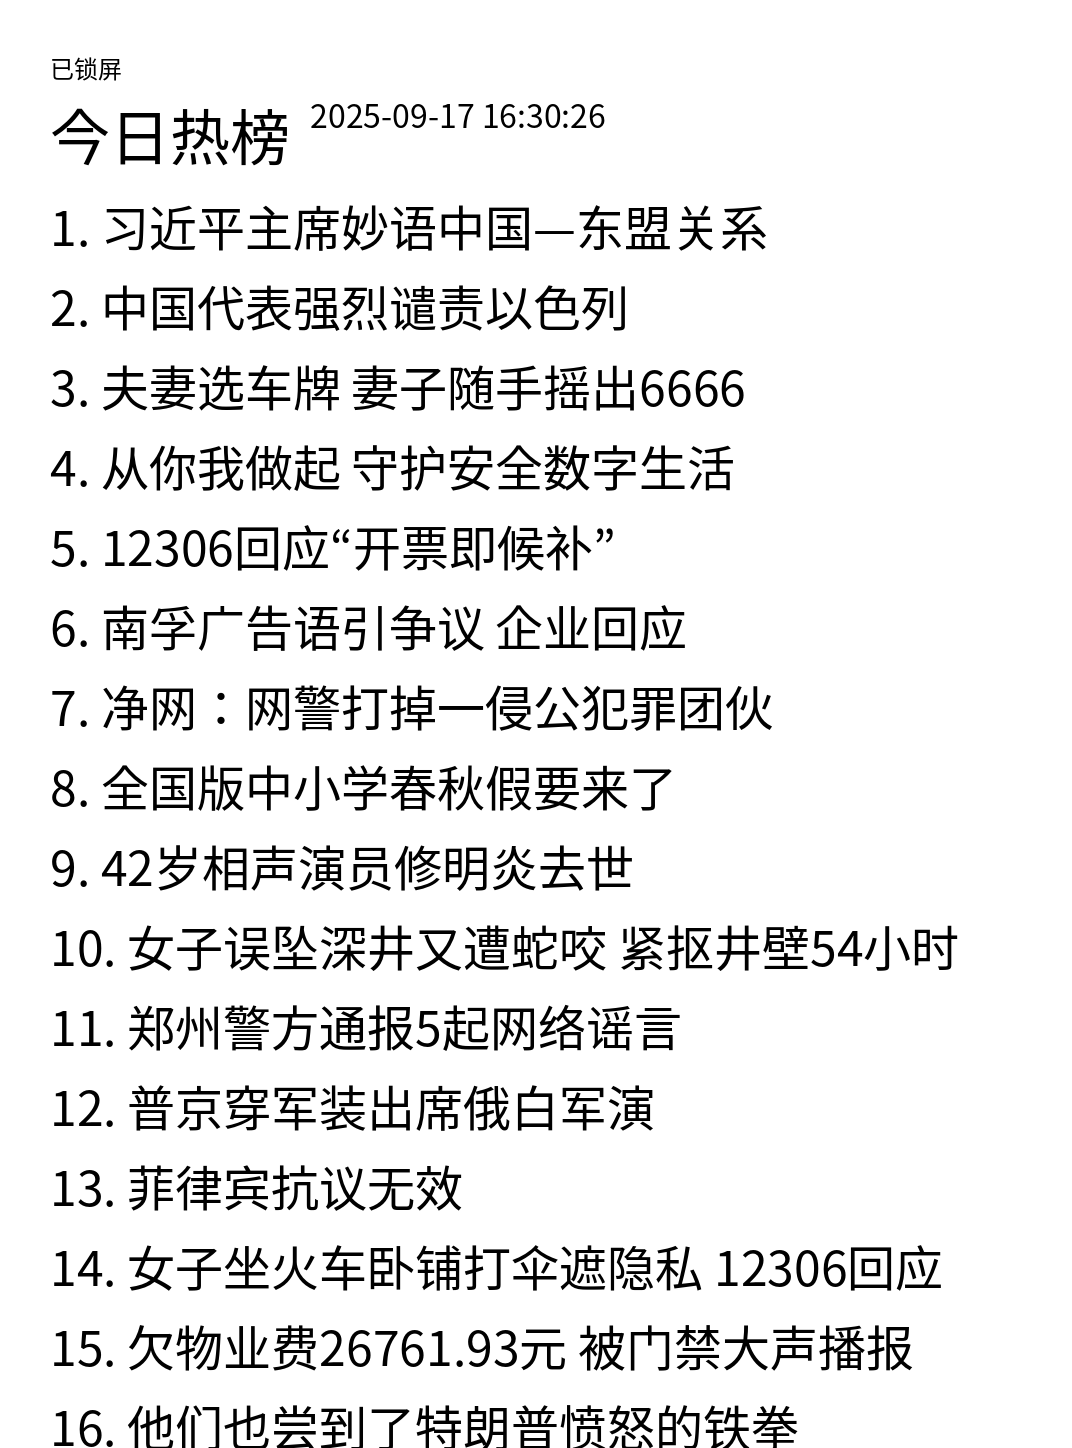 已锁屏
今日热榜 2025-09-17 16:30:26
1. 习近平主席妙语中国—东盟关系
2. 中国代表强烈谴责以色列
3. 夫妻选车牌 妻子随手摇出6666
4. 从你我做起 守护安全数字生活
5. 12306回应“开票即候补”
6. 南孚广告语引争议 企业回应
7. 净网：网警打掉一侵公犯罪团伙
8. 全国版中小学春秋假要来了
9. 42岁相声演员修明炎去世
10. 女子误坠深井又遭蛇咬 紧抠井壁54小时
11. 郑州警方通报5起网络谣言
12. 普京穿军装出席俄白军演
13. 菲律宾抗议无效
14. 女子坐火车卧铺打伞遮隐私 12306回应
15. 欠物业费26761.93元 被门禁大声播报
16. 他们也尝到了特朗普愤怒的铁拳